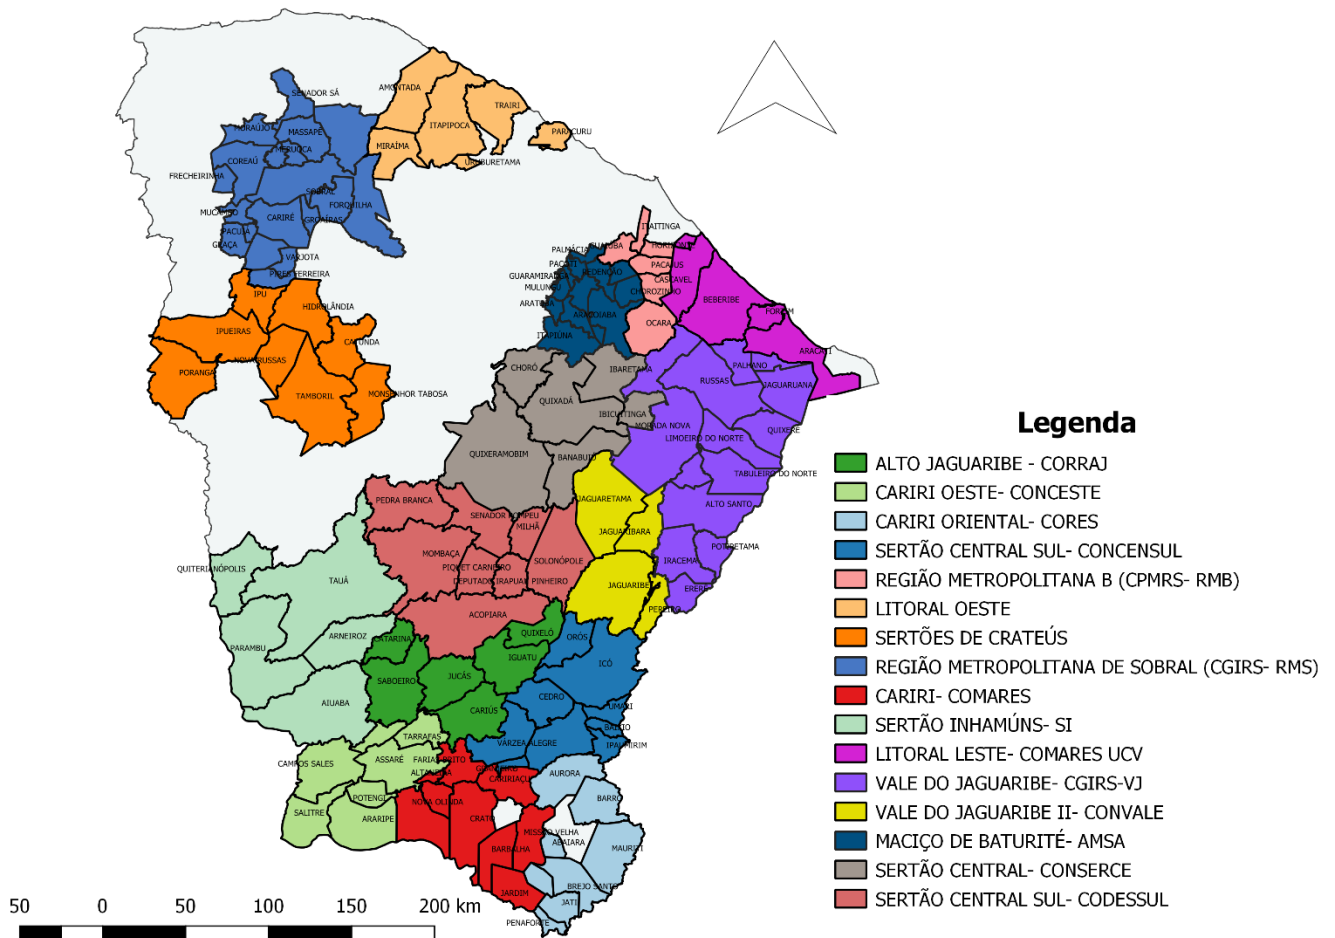 SENADOR SÁ
AMONTADA
TRAIRI
MORAÚJO
MASSAPÊ
ITAPIPOCA
PARACURU
MERUOCA
MIRAÍMA
COREAÚ
URUBURETAMA
FRECHEIRINHA
SOBRAL
FORQUILHA
MUCAMBO
CARIRÉ
GROAÍRAS
PACUJÁ
GRAÇA
VARJOTA
PIRES FERREIRA
IPU
HIDROLÂNDIA
IPUEIRAS
CATUNDA
NOVA RUSSAS
PORANGA
TAMBORIL
MONSENHOR TABOSA
ITAITINGA
PALMÁCIA
GUAIÚBA
HORIZONTE
PACOTI
PACAJUS
REDENÇÃO
GUARAMIRANGA
CASCAVEL
MULUNGU
CHOROZINHO
ARATUBA
BEBERIBE
ARACOIABA
FORTIM
OCARA
ITAPIÚNA
ARACATI
CHORÓ
IBARETAMA
PALHANO
RUSSAS
JAGUARUANA
QUIXADÁ
IBICUITINGA
MORADA NOVA
QUIXERÉ
LIMOEIRO DO NORTE
QUIXERAMOBIM
BANABUIÚ
TABULEIRO DO NORTE
PEDRA BRANCA
JAGUARETAMA
ALTO SANTO
SENADOR POMPEU
MILHÃ
JAGUARIBARA
POTIRETAMA
MOMBAÇA
SOLONÓPOLE
IRACEMA
PIQUET CARNEIRO
QUITERIANÓPOLIS
TAUÁ
DEPUTADO IRAPUAN PINHEIRO
JAGUARIBE
ERERÊ
PEREIRO
ACOPIARA
ARNEIROZ
CATARINA
QUIXELÔ
ORÓS
PARAMBU
IGUATU
ICÓ
SABOEIRO
JUCÁS
AIUABA
CARIÚS
CEDRO
UMARI
BAIXIO
TARRAFAS
VÁRZEA ALEGRE
IPAUMIRIM
CAMPOS SALES
ASSARÉ
FARIAS BRITO
ALTANEIRA
CARIRIAÇU
AURORA
POTENGI
NOVA OLINDA
BARRO
SALITRE
ARARIPE
CRATO
MISSÃO VELHA
ABAIARA
BARBALHA
MAURITI
JARDIM
BREJO SANTO
JATI
PENAFORTE
50 0 50 100 150 200 km
Legenda
ALTO JAGUARIBE - CORRAJ
CARIRI OESTE- CONCESTE
CARIRI ORIENTAL- CORES
SERTÃO CENTRAL SUL- CONCENSUL
REGIÃO METROPOLITANA B (CPMRS- RMB)
LITORAL OESTE
SERTÕES DE CRATEÚS
REGIÃO METROPOLITANA DE SOBRAL (CGIRS- RMS)
CARIRI- COMARES
SERTÃO INHAMÚNS- SI
LITORAL LESTE- COMARES UCV
VALE DO JAGUARIBE- CGIRS-VJ
VALE DO JAGUARIBE II- CONVALE
MACIÇO DE BATURITÉ- AMSA
SERTÃO CENTRAL- CONSERCE
SERTÃO CENTRAL SUL- CODESSUL